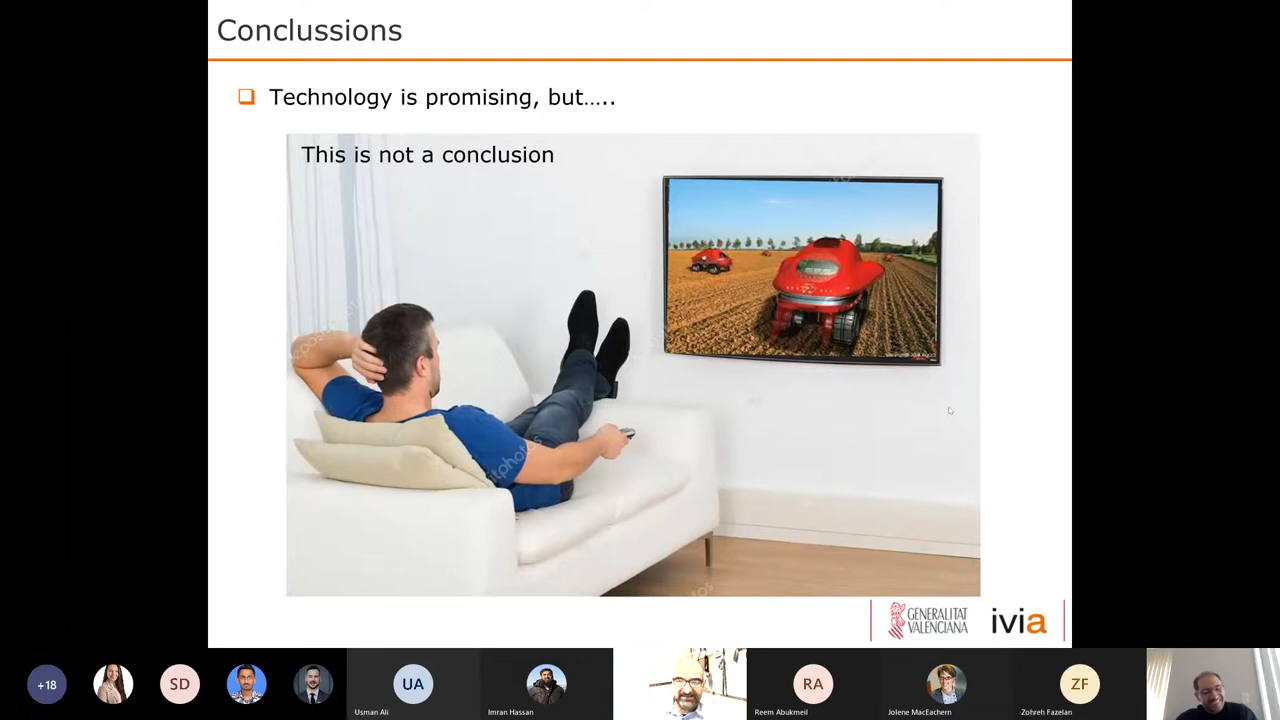 Conclussions
Technology is promising, but…..
This is not a conclusion
GENERALITAT
VALENCIANA
ivia
+18
SD
UA
RA
ZF
Usman Ali
Imran Hassan
Reem Abukmeil
Jolene MacEachern
Zohreh Fazelan